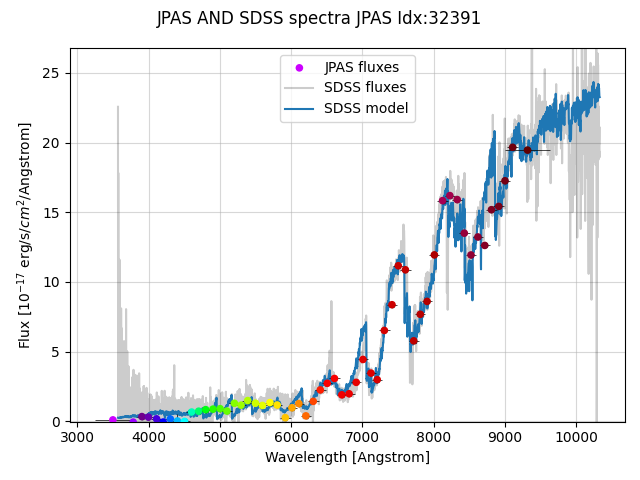 JPAS AND SDSS spectra JPAS Idx:32391
JPAS fluxes
SDSS fluxes
SDSS model
25
20
15
10
5
0
Flux [10^{-17} erg/s/cm^2/Angstrom]
3000 4000 5000 6000 7000 8000 9000 10000
Wavelength [Angstrom]